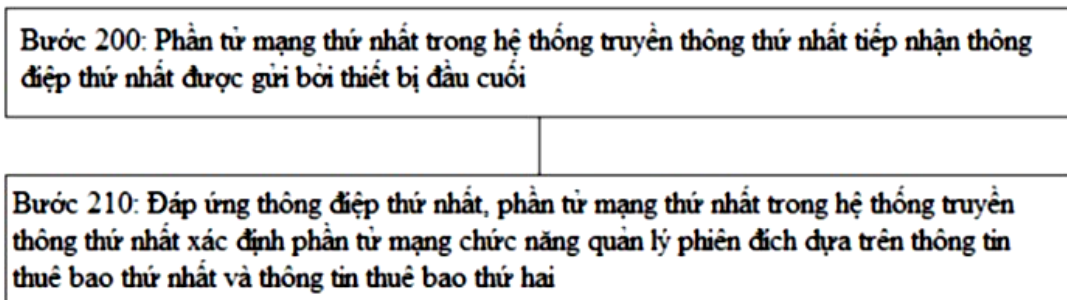 Bước 200: Phần tử mạng thứ nhất trong hệ thống truyền thông thứ nhất tiếp nhận thông
điệp thứ nhất được gửi bởi thiết bị đầu cuối
Bước 210: Đáp ứng thông điệp thứ nhất, phần tử mạng thứ nhất trong hệ thống truyền
thông thứ nhất xác định phần tử mạng chức năng quản lý phiên đích dựa trên thông tin
thuê bao thứ nhất và thông tin thuê bao thứ hai